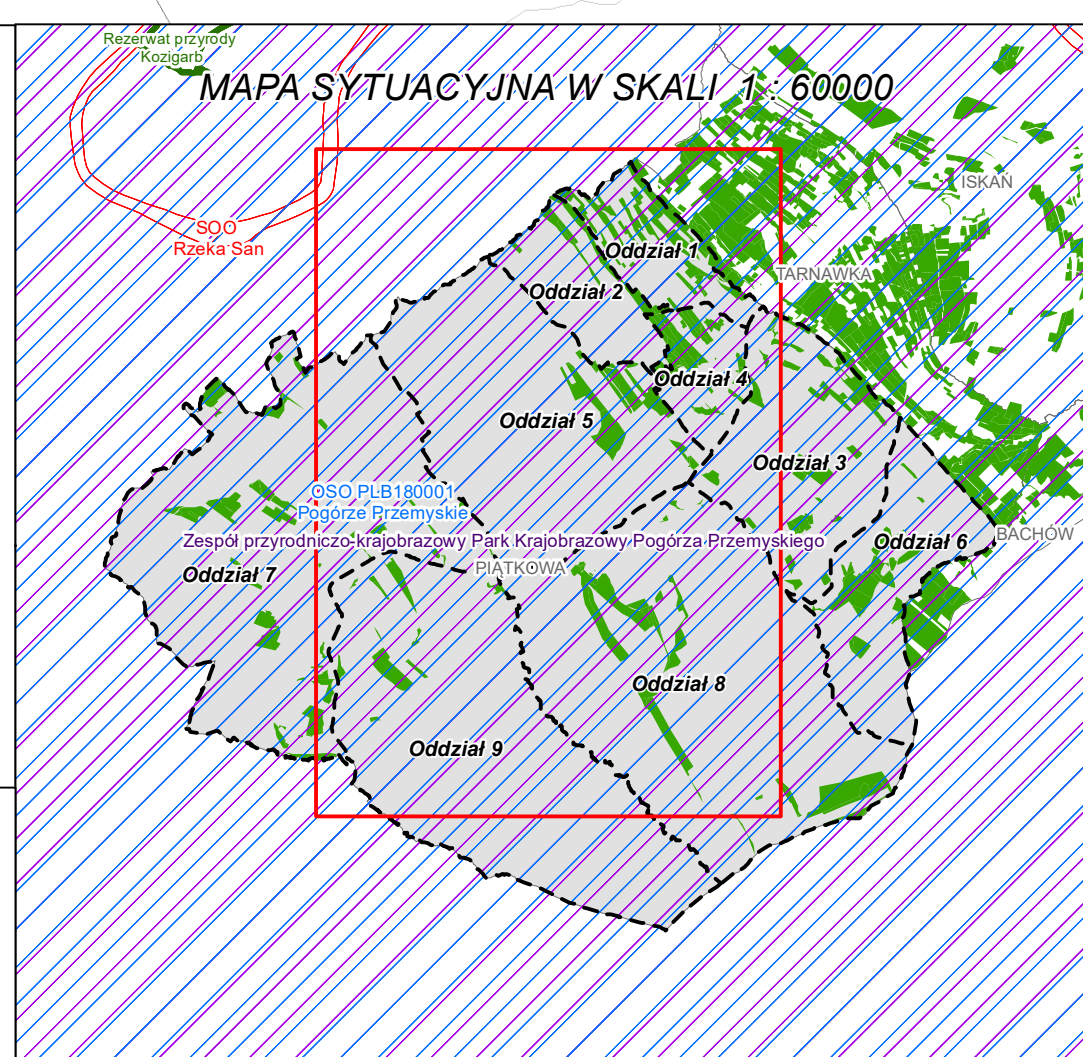 Rezerwat przyrody
Kozigarb
MAPA SYTUACYJNA W SKALI 1 : 60000
ISKAŃ
SOO
Rzeka San
Oddział 1
TARNAWKA
Oddział 2
Oddział 4
Oddział 5
Oddział 3
OSO PLB180001
Pogórze Przemyskie
Zespół przyrodniczo-krajobrazowy Park Krajobrazowy Pogórza Przemyskiego
Oddział 6
BACHÓW
PIĄTKOWA
Oddział 7
Oddział 8
Oddział 9